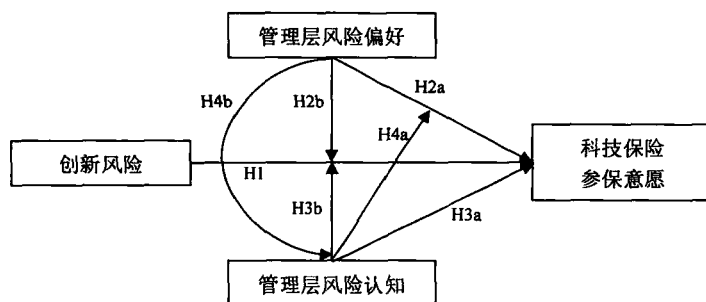 管理层风险偏好
H4b
H2b
H2a
H4a
创新风险
H1
科技保险
参保意愿
H3b
H3a
管理层风险认知